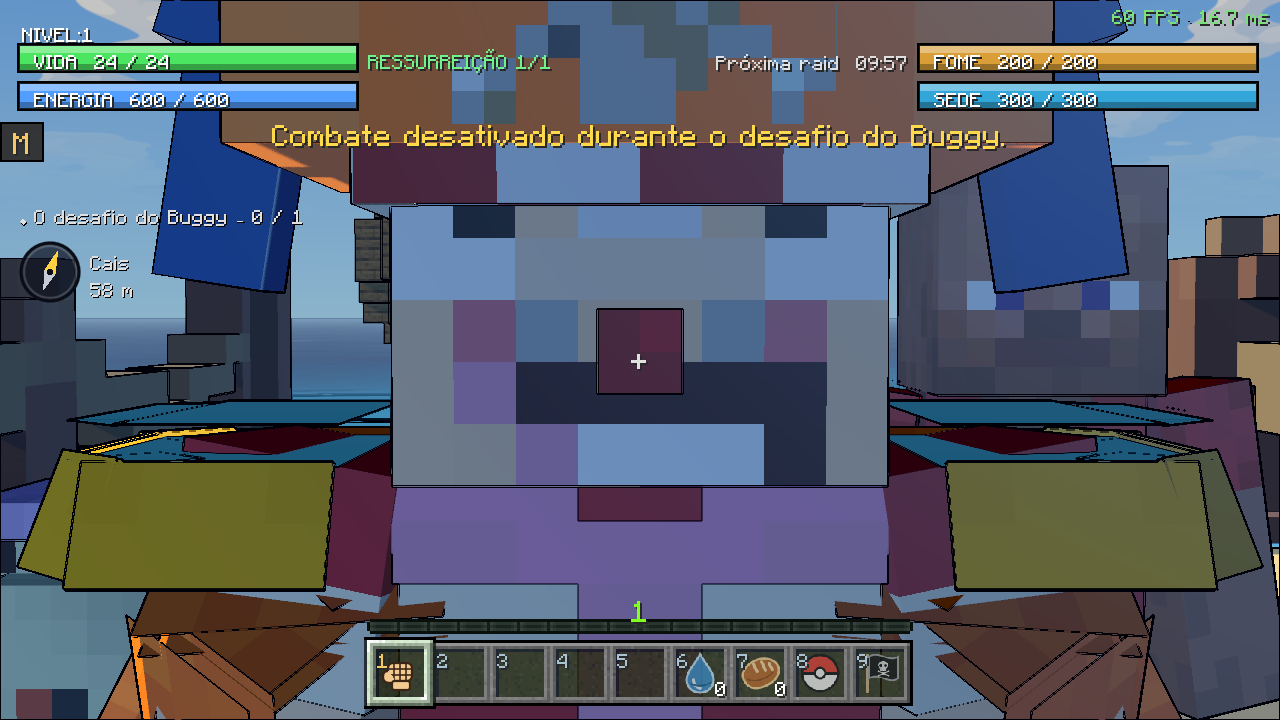 60 FPS . 16.7 ms
NIVEL:1
VIDA 24 / 24
RESSURREIÇÃO 1/1
Próxima raid 09:57
FOME 200 / 200
ENERGIA 600 / 600
SEDE 300 / 300
M
Combate desativado durante o desafio do Buggy.
. O desafio do Buggy - 0 / 1
Cais
58 m
1
1 2 3 4 5 6 7 8 9
0 0